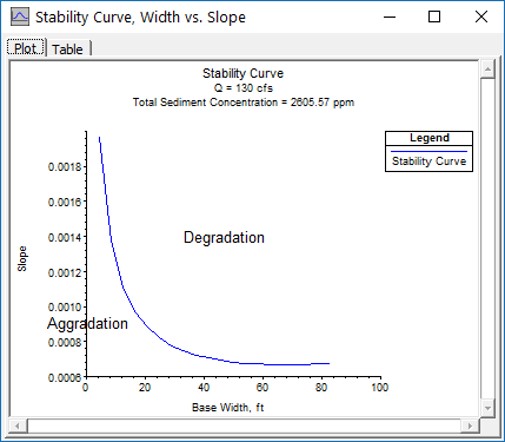 Stability Curve, Width vs. Slope
Plot Table
Stability Curve
Q = 130 cfs
Total Sediment Concentration = 2605.57 ppm
Legend
Stability Curve
0.0018
0.0016
0.0014
0.0012
0.0010
0.0008
0.0006
Slope
Degradation
Aggradation
0 20 40 60 80 100
Base Width, ft